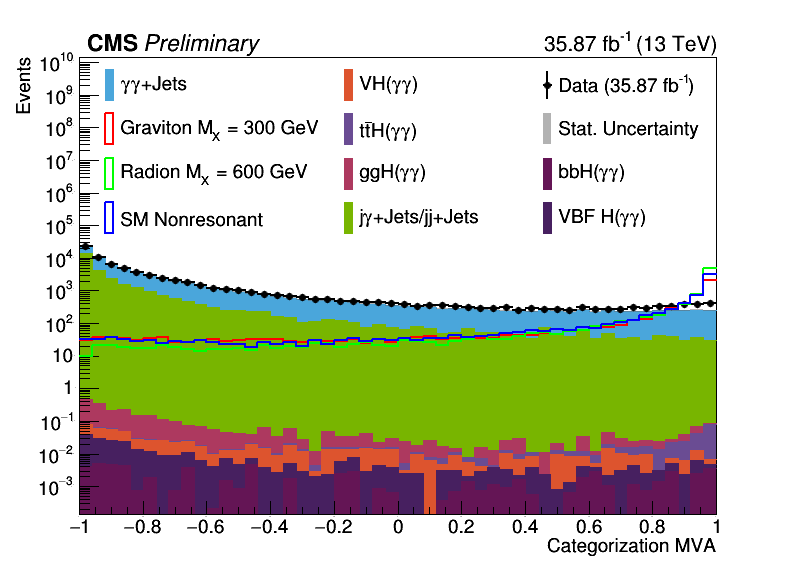 CMS Preliminary 35.87 fb⁻¹ (13 TeV)
Events
10¹⁰
10⁹
10⁸
10⁷
10⁶
10⁵
10⁴
10³
10²
10
1
10⁻¹
10⁻²
10⁻³
γγ+Jets VH(γγ) Data (35.87 fb⁻¹)
Graviton Mₓ = 300 GeV tt̄H(γγ) Stat. Uncertainty
Radion Mₓ = 600 GeV ggH(γγ) bbH(γγ)
SM Nonresonant jγ+Jets/jj+Jets VBF H(γγ)
−1 −0.8 −0.6 −0.4 −0.2 0 0.2 0.4 0.6 0.8 1
Categorization MVA